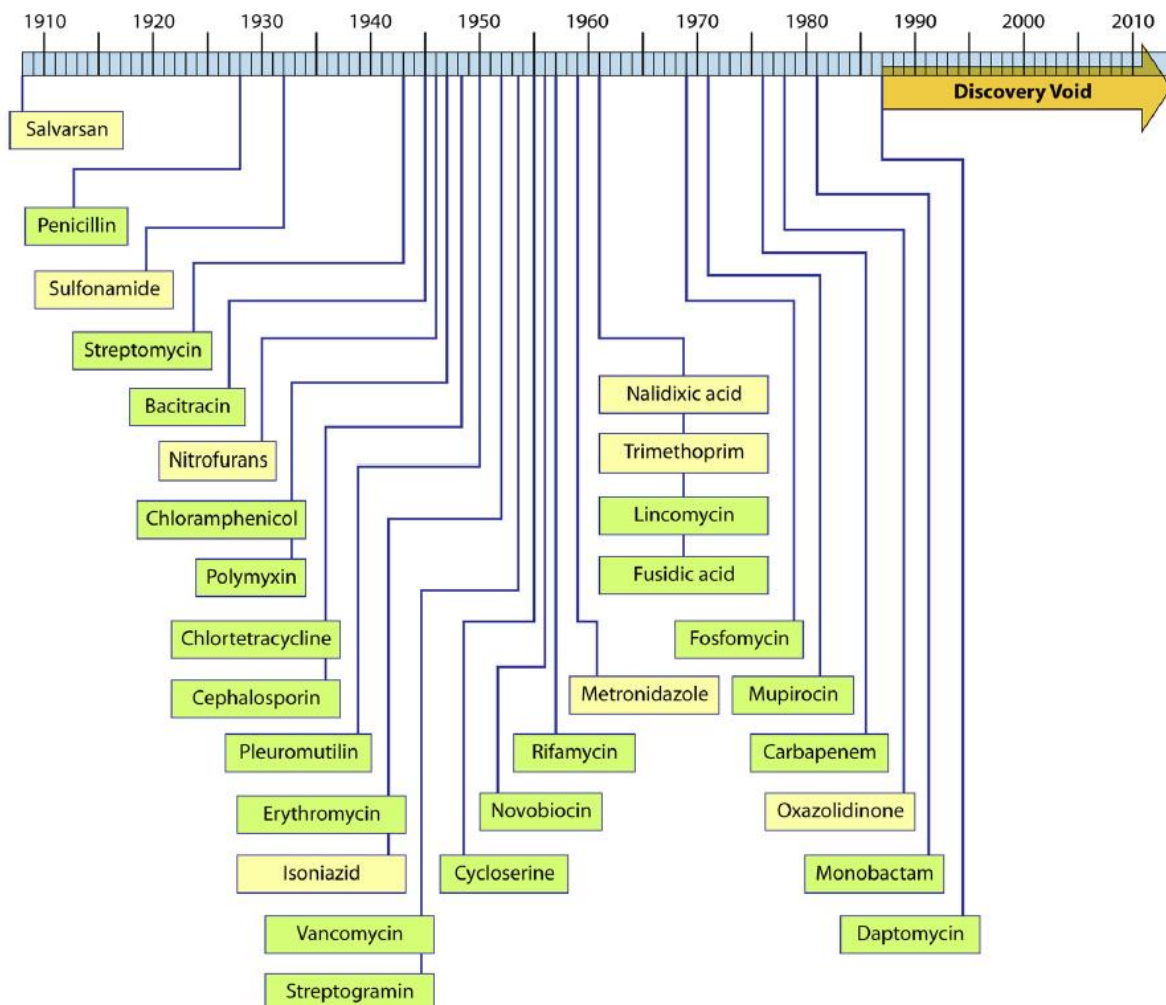 1910 1920 1930 1940 1950 1960 1970 1980 1990 2000 2010
Discovery Void
Salvarsan
Penicillin
Sulfonamide
Streptomycin
Bacitracin
Nitrofurans
Chloramphenicol
Polymyxin
Chlortetracycline
Cephalosporin
Pleuromutilin
Erythromycin
Isoniazid
Vancomycin
Streptogramin
Cycloserine
Novobiocin
Rifamycin
Metronidazole
Nalidixic acid
Trimethoprim
Lincomycin
Fusidic acid
Fosfomycin
Mupirocin
Carbapenem
Oxazolidinone
Monobactam
Daptomycin